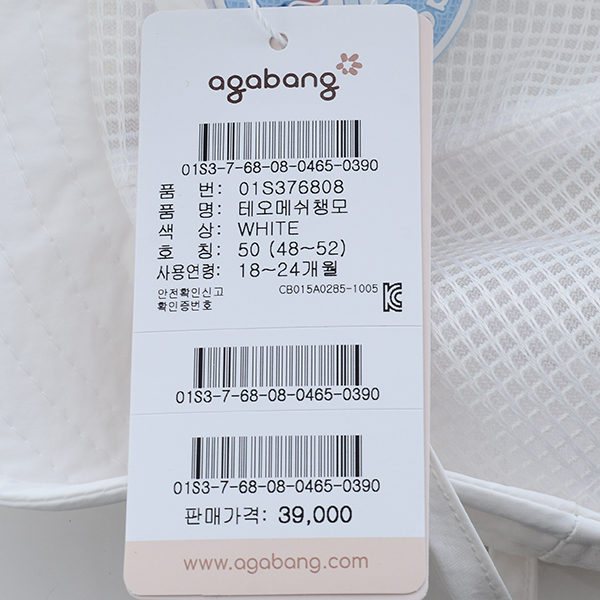 agabang
01S3-7-68-08-0465-0390
품 번: 01S376808
품 명: 테오메쉬챙모
색 상: WHITE
호 칭: 50 (48~52)
사용연령: 18~24개월
안전확인신고
확인증번호 CB015A0285-1005
01S3-7-68-08-0465-0390
01S3-7-68-08-0465-0390
판매가격: 39,000
www.agabang.com